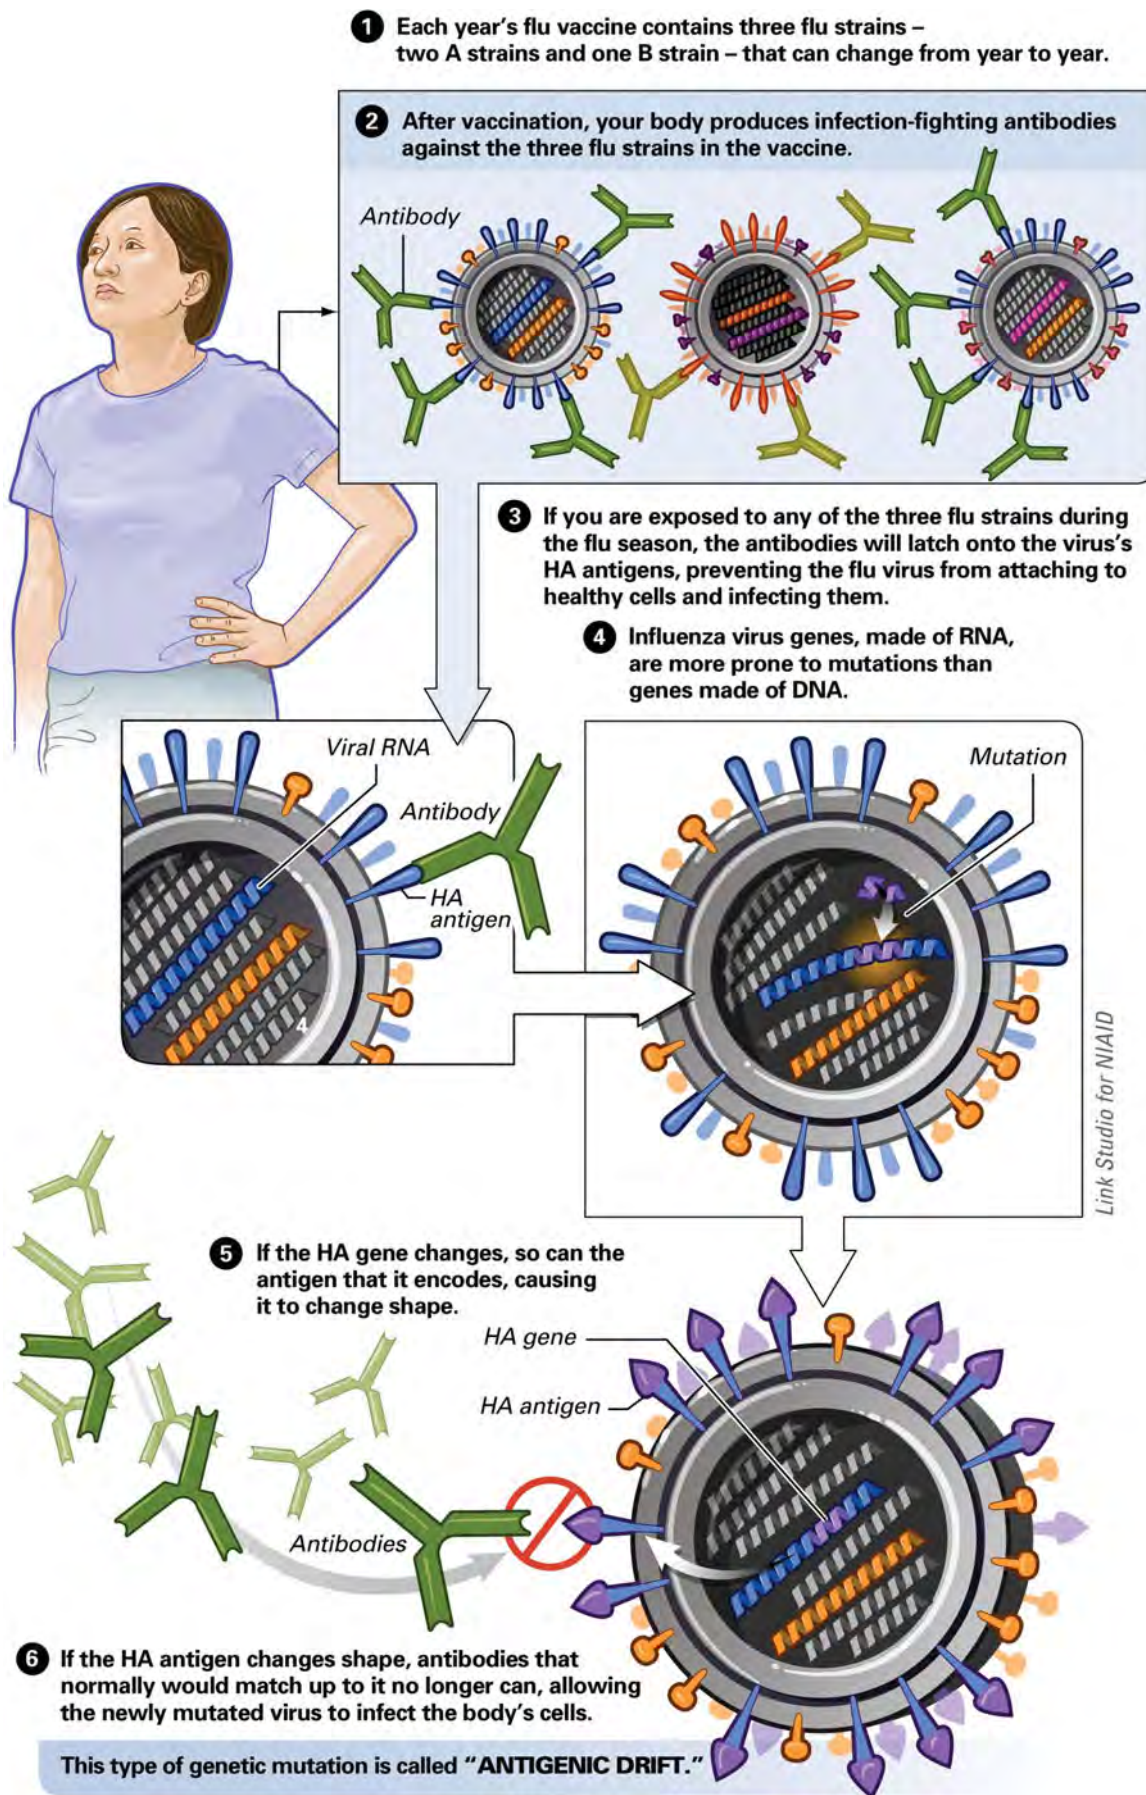 1 Each year's flu vaccine contains three flu strains –
two A strains and one B strain – that can change from year to year.
2 After vaccination, your body produces infection-fighting antibodies
against the three flu strains in the vaccine.
Antibody
3 If you are exposed to any of the three flu strains during
the flu season, the antibodies will latch onto the virus's
HA antigens, preventing the flu virus from attaching to
healthy cells and infecting them.
4 Influenza virus genes, made of RNA,
are more prone to mutations than
genes made of DNA.
Viral RNA
Antibody
HA
antigen
4
Mutation
Link Studio for NIAID
5 If the HA gene changes, so can the
antigen that it encodes, causing
it to change shape.
HA gene
HA antigen
Antibodies
6 If the HA antigen changes shape, antibodies that
normally would match up to it no longer can, allowing
the newly mutated virus to infect the body's cells.
This type of genetic mutation is called "ANTIGENIC DRIFT."